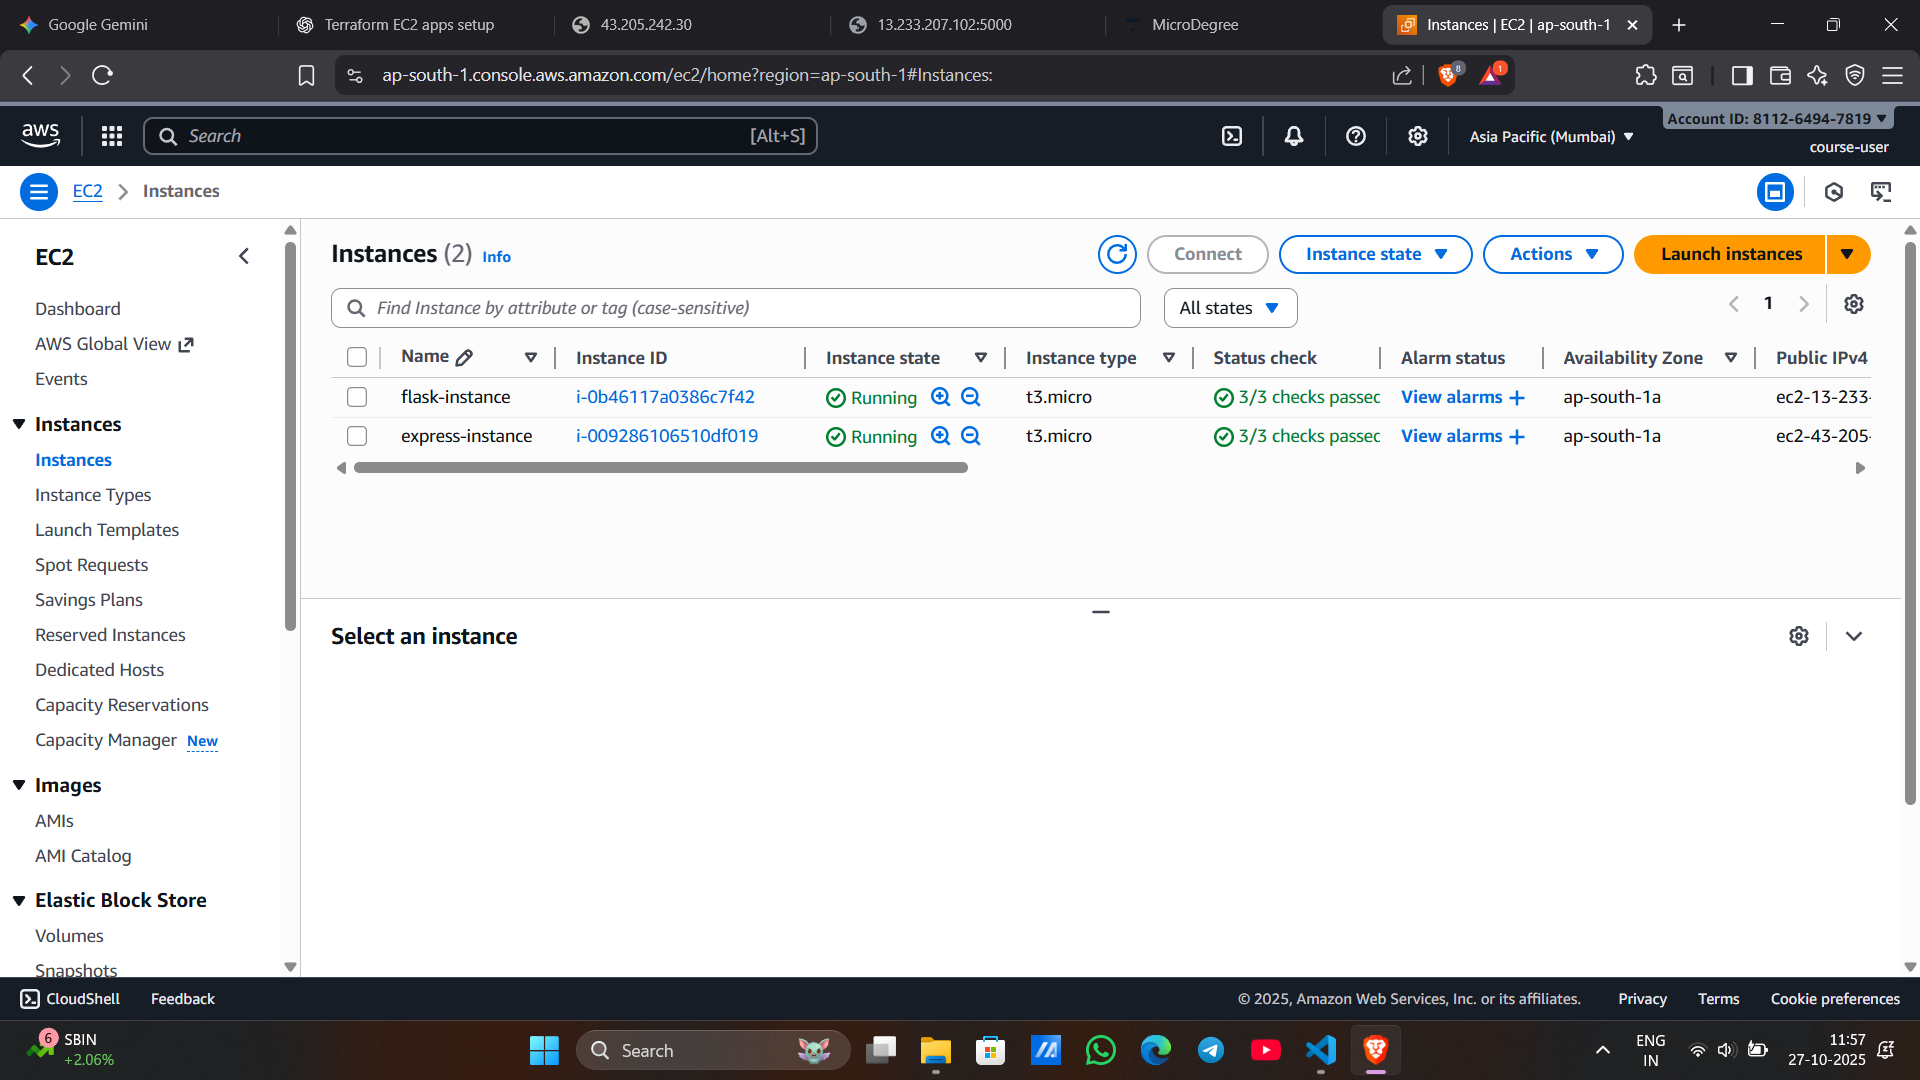 Google Gemini
Terraform EC2 apps setup
43.205.242.30
13.233.207.102:5000
MicroDegree
Instances | EC2 | ap-south-1
ap-south-1.console.aws.amazon.com/ec2/home?region=ap-south-1#Instances:
8
1
aws
Search
[Alt+S]
Asia Pacific (Mumbai)
Account ID: 8112-6494-7819
course-user
EC2
Instances
EC2
Dashboard
AWS Global View
Events
Instances
Instances
Instance Types
Launch Templates
Spot Requests
Savings Plans
Reserved Instances
Dedicated Hosts
Capacity Reservations
Capacity Manager New
Images
AMIs
AMI Catalog
Elastic Block Store
Volumes
Snapshots
Instances (2) Info
Connect
Instance state
Actions
Launch instances
Find Instance by attribute or tag (case-sensitive)
All states
1
Name Instance ID Instance state Instance type Status check Alarm status Availability Zone Public IPv4
flask-instance i-0b46117a0386c7f42 Running t3.micro 3/3 checks passec View alarms + ap-south-1a ec2-13-233-
express-instance i-009286106510df019 Running t3.micro 3/3 checks passec View alarms + ap-south-1a ec2-43-205-
Select an instance
CloudShell
Feedback
© 2025, Amazon Web Services, Inc. or its affiliates.
Privacy
Terms
Cookie preferences
6
SBIN
+2.06%
Search
ENG
IN
11:57
27-10-2025